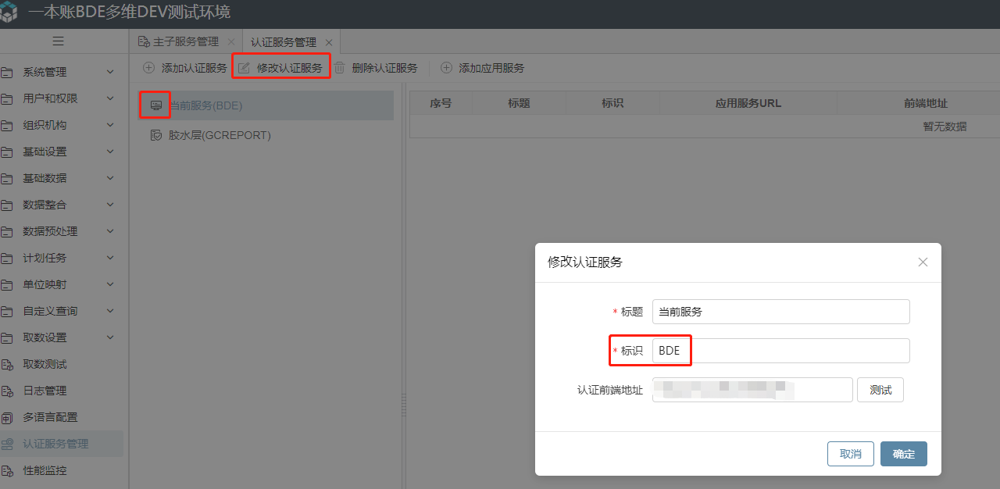 一本账BDE多维DEV测试环境
主子服务管理
认证服务管理
添加认证服务
修改认证服务
删除认证服务
添加应用服务
系统管理
用户和权限
组织机构
基础设置
基础数据
数据整合
数据预处理
计划任务
单位映射
自定义查询
取数设置
取数测试
日志管理
多语言配置
认证服务管理
性能监控
当前服务(BDE)
胶水层(GCREPORT)
序号 标题 标识 应用服务URL 前端地址
暂无数据
修改认证服务
* 标题 当前服务
* 标识 BDE
认证前端地址 测试
取消 确定